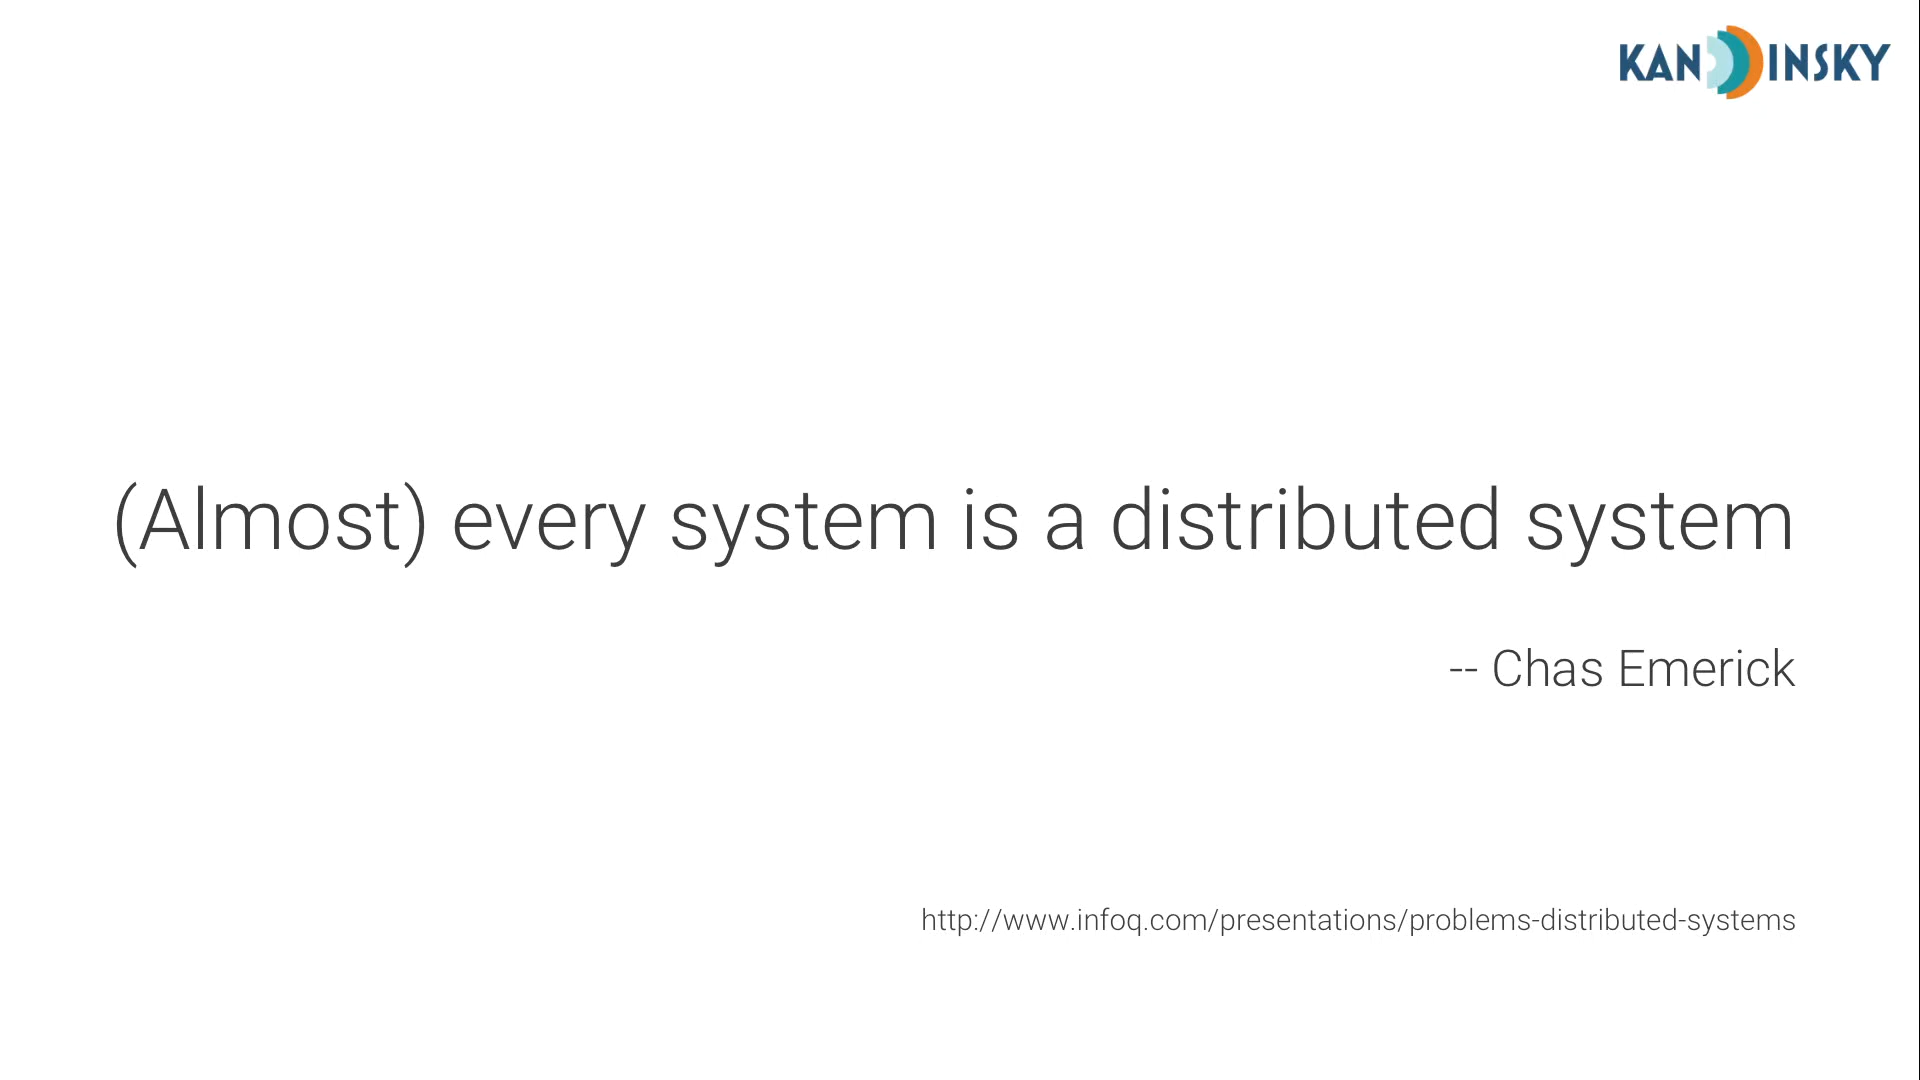 KANDINSKY
(Almost) every system is a distributed system
-- Chas Emerick
http://www.infoq.com/presentations/problems-distributed-systems